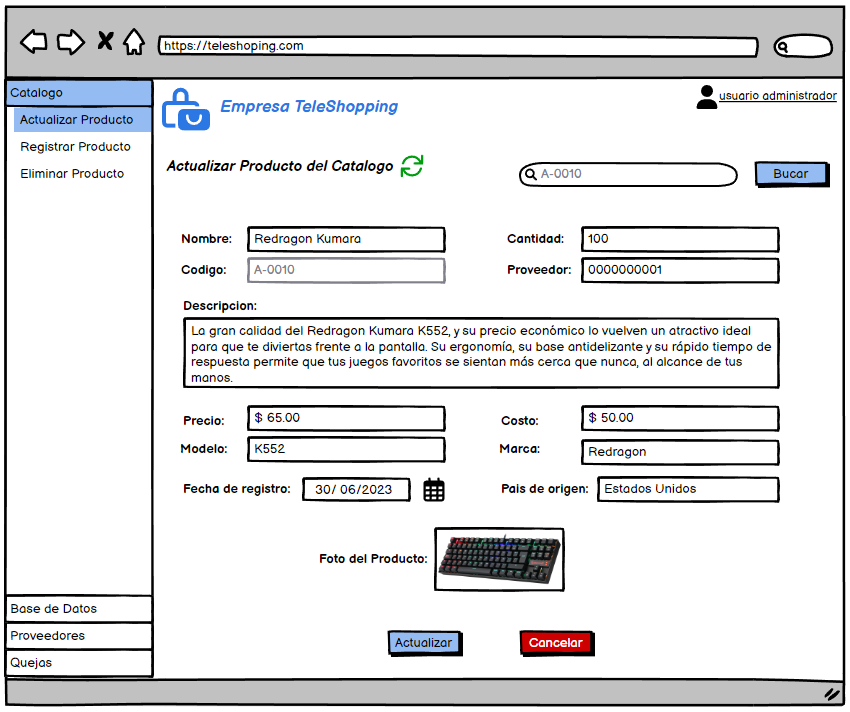 https://teleshoping.com
Catalogo
Actualizar Producto
Registrar Producto
Eliminar Producto
Empresa TeleShopping
usuario administrador
Actualizar Producto del Catalogo
A-0010
Bucar
Nombre: Redragon Kumara
Cantidad: 100
Codigo: A-0010
Proveedor: 0000000001
Descripcion:
La gran calidad del Redragon Kumara K552, y su precio económico lo vuelven un atractivo ideal
para que te diviertas frente a la pantalla. Su ergonomía, su base antidelizante y su rápido tiempo de
respuesta permite que tus juegos favoritos se sientan más cerca que nunca, al alcance de tus
manos.
Precio: $ 65.00
Costo: $ 50.00
Modelo: K552
Marca: Redragon
Fecha de registro: 30/ 06/2023
Pais de origen: Estados Unidos
Foto del Producto:
Actualizar
Cancelar
Base de Datos
Proveedores
Quejas